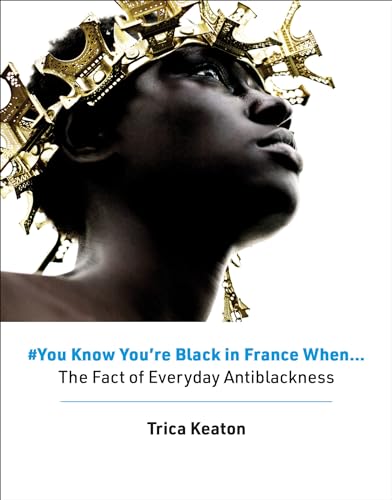 #You Know You're Black in France When...
The Fact of Everyday Antiblackness
Trica Keaton